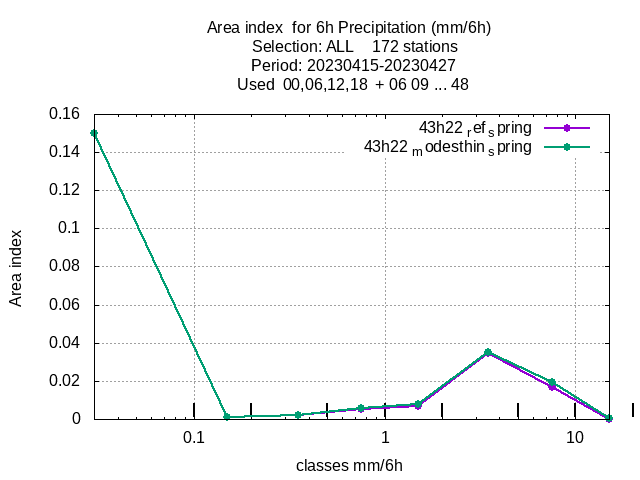 Area index for 6h Precipitation (mm/6h)
Selection: ALL 172 stations
Period: 20230415-20230427
Used 00,06,12,18 + 06 09 ... 48
0.16
43h22 ref spring
0.14
43h22 modesthin spring
0.12
0.1
0.08
0.06
0.04
0.02
0
Area index
0.1 1 10
classes mm/6h